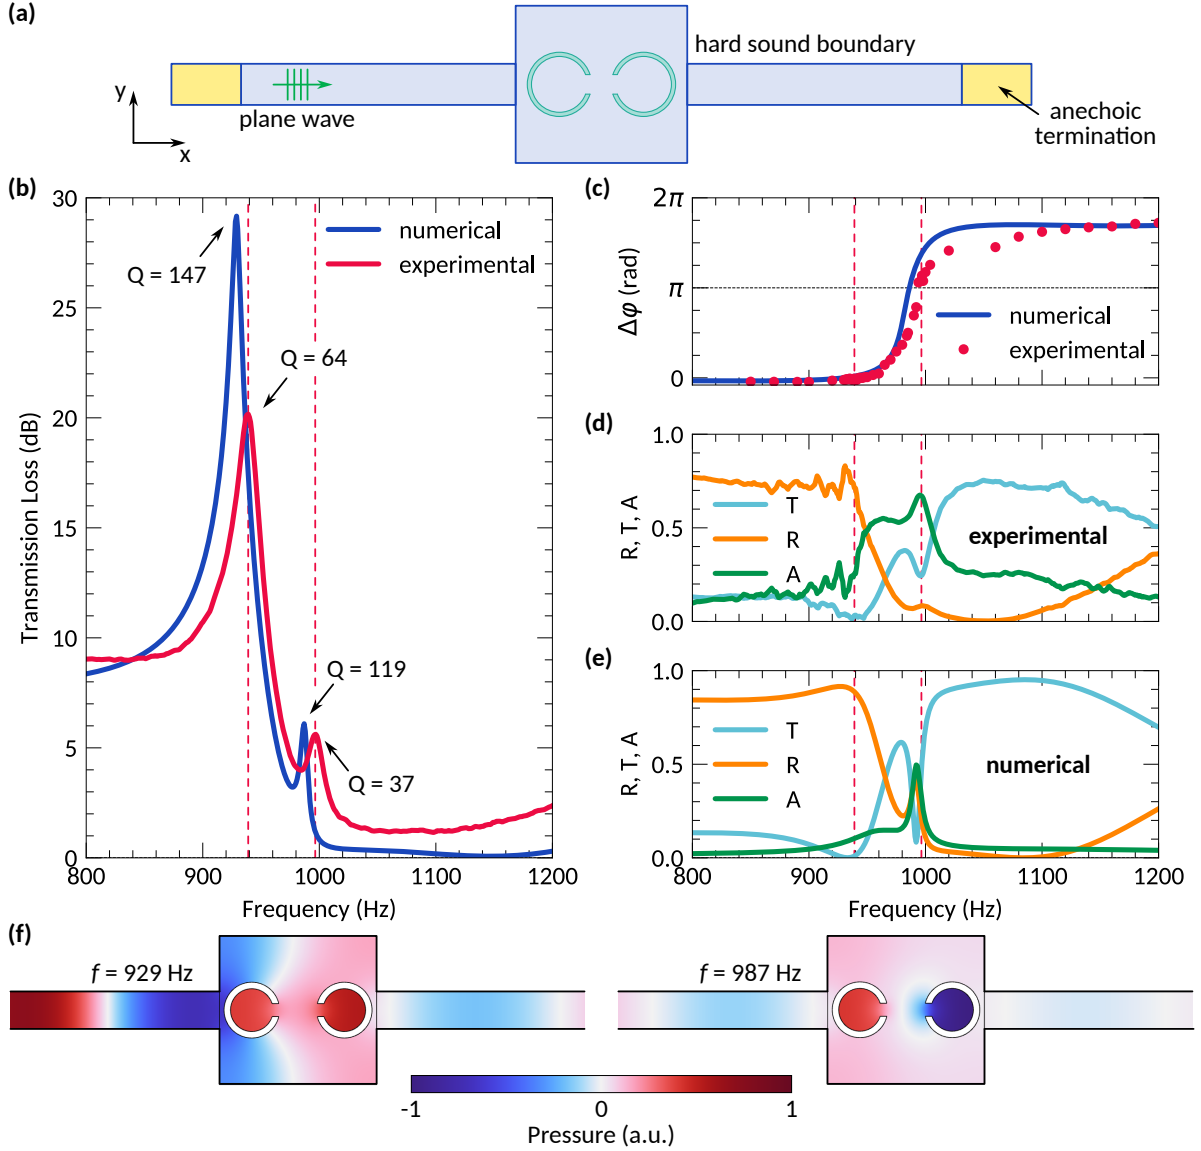 (a)
hard sound boundary
plane wave
anechoic
termination
y
x
(b)
30
25
20
15
10
5
0
Transmission Loss (dB)
numerical
experimental
Q = 147
Q = 64
Q = 119
Q = 37
800
900
1000
1100
1200
Frequency (Hz)
(c)
2π
π
0
Δφ (rad)
numerical
experimental
(d)
1.0
0.5
0.0
R, T, A
T
R
A
experimental
(e)
1.0
0.5
0.0
R, T, A
T
R
A
numerical
800
900
1000
1100
1200
Frequency (Hz)
(f)
f = 929 Hz
f = 987 Hz
-1
0
1
Pressure (a.u.)